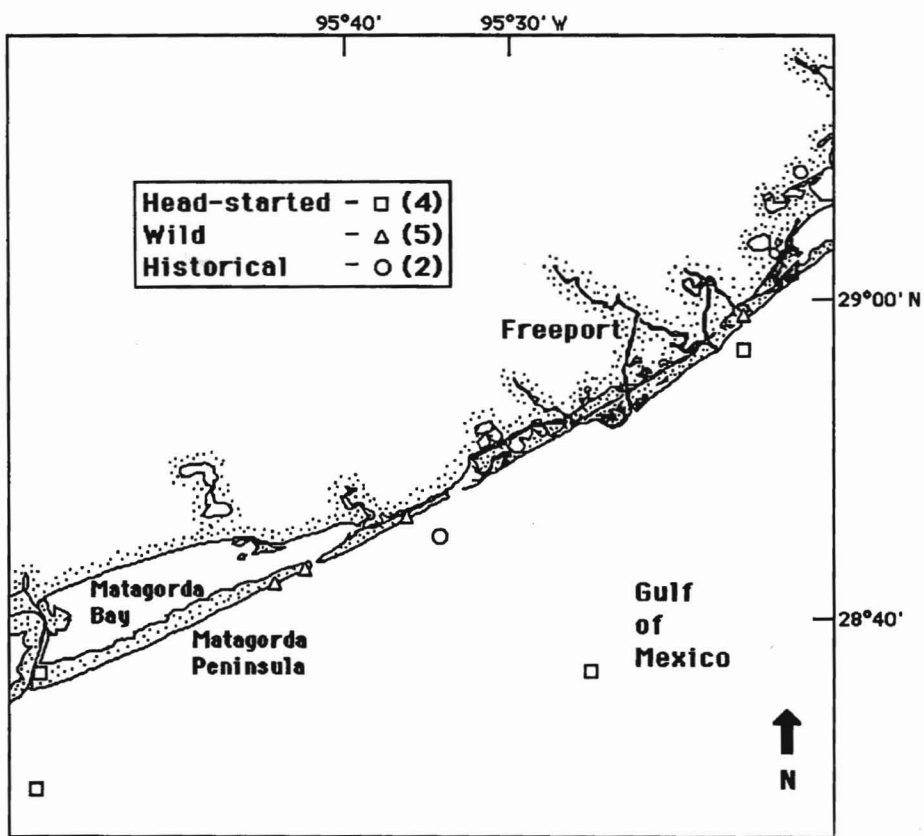 95°40' 95°30' W
Head-started - □ (4)
Wild - △ (5)
Historical - ○ (2)
29°00' N
Freeport
Gulf
of
Mexico
28°40'
Matagorda
Bay
Matagorda
Peninsula
N